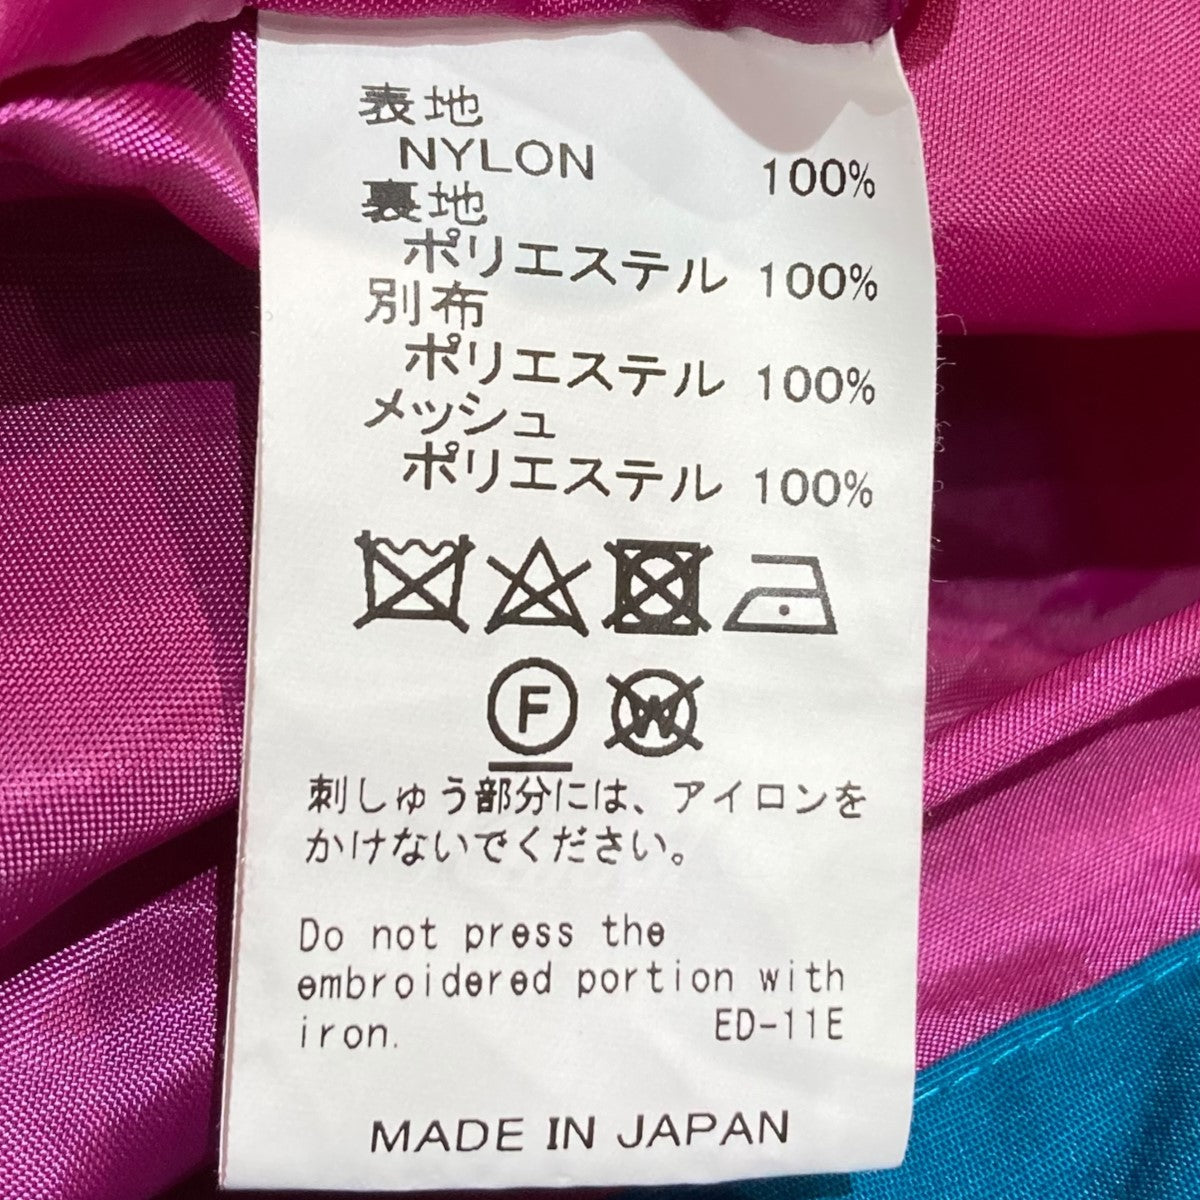 表地
NYLON 100%
裏地
ポリエステル 100%
別布
ポリエステル 100%
メッシュ
ポリエステル 100%
F W
刺しゅう部分には、アイロンを
かけないでください。
Do not press the
embroidered portion with
iron. ED-11E
MADE IN JAPAN